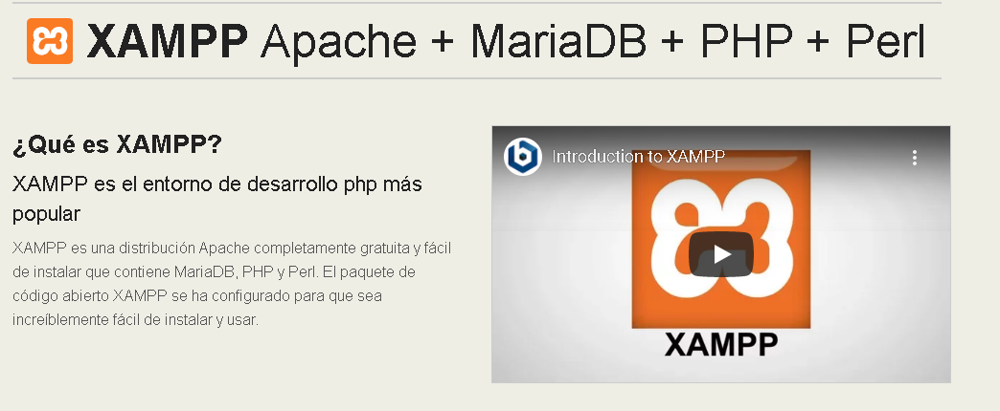 XAMPP Apache + MariaDB + PHP + Perl
¿Qué es XAMPP?
XAMPP es el entorno de desarrollo php más
popular
XAMPP es una distribución Apache completamente gratuita y fácil
de instalar que contiene MariaDB, PHP y Perl. El paquete de
código abierto XAMPP se ha configurado para que sea
increíblemente fácil de instalar y usar.
Introduction to XAMPP
XAMPP